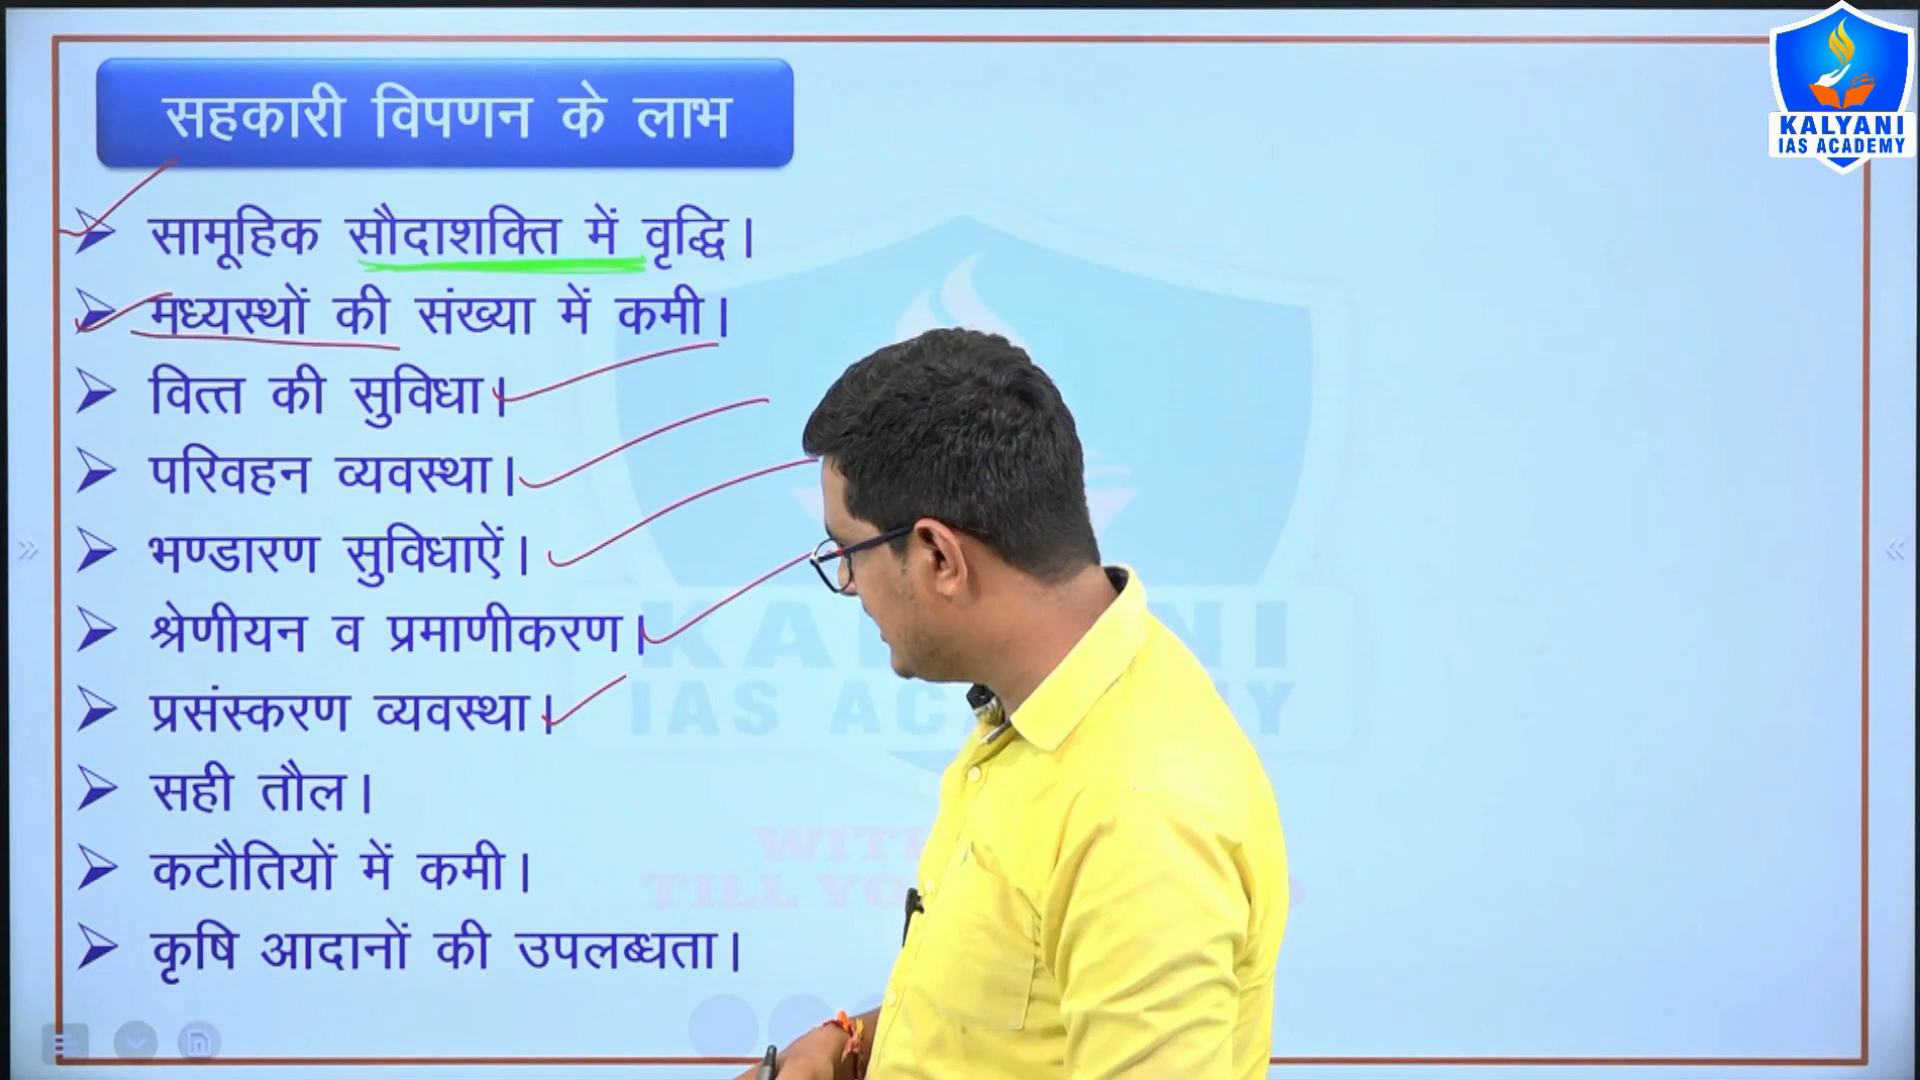 सहकारी विपणन के लाभ
सामूहिक सौदाशक्ति में वृद्धि।
मध्यस्थों की संख्या में कमी।
वित्त की सुविधा।
परिवहन व्यवस्था।
भण्डारण सुविधाऐं।
श्रेणीयन व प्रमाणीकरण।
प्रसंस्करण व्यवस्था।
सही तौल।
कटौतियों में कमी।
कृषि आदानों की उपलब्धता।
KALYANI
IAS ACADEMY